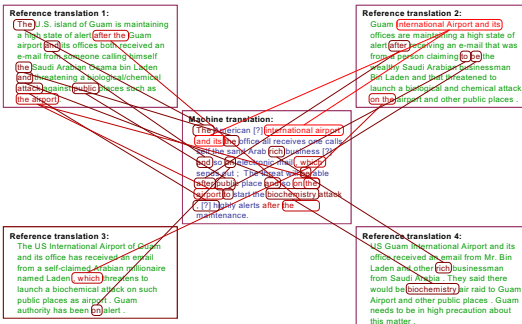 Reference translation 1:
The U.S. island of Guam is maintaining
a high state of alert after the Guam
airport and its offices both received an
e-mail from someone calling himself
the Saudi Arabian Osama bin Laden
and threatening a biological/chemical
attack against public places such as
the airport .
Reference translation 2:
Guam International Airport and its
offices are maintaining a high state of
alert after receiving an e-mail that was
from a person claiming to be the
wealthy Saudi Arabian businessman
Bin Laden and that threatened to
launch a biological and chemical attack
on the airport and other public places .
Machine translation:
The American [?] international airport
and its the office all receives one calls
self the sand Arab rich business [?]
and so on electronic mail , which
sends out ; The threat will be able
after public place and so on the
airport to start the biochemistry attack
, [?] highly alerts after the
maintenance.
Reference translation 3:
The US International Airport of Guam
and its office has received an email
from a self-claimed Arabian millionaire
named Laden , which threatens to
launch a biochemical attack on such
public places as airport . Guam
authority has been on alert .
Reference translation 4:
US Guam International Airport and its
office received an email from Mr. Bin
Laden and other rich businessman
from Saudi Arabia . They said there
would be biochemistry air raid to Guam
Airport and other public places . Guam
needs to be in high precaution about
this matter .